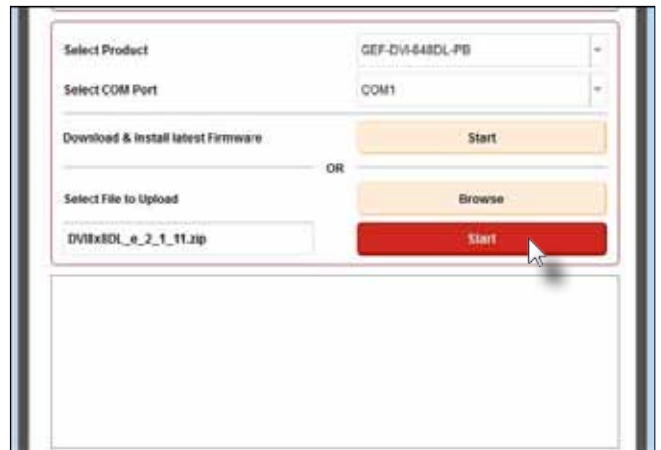 Select Product GEF-DVI-848DL-PB
Select COM Port COM1
Download & Install latest Firmware Start
OR
Select File to Upload Browse
DVI8x8DL_e_2_1_11.zip Start